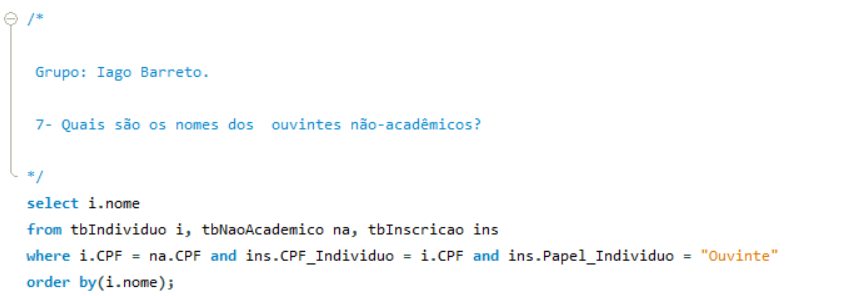 /*
Grupo: Iago Barreto.
7- Quais são os nomes dos  ouvintes não-acadêmicos?
*/
select i.nome
from tbIndividuo i, tbNaoAcademico na, tbInscricao ins
where i.CPF = na.CPF and ins.CPF_Individuo = i.CPF and ins.Papel_Individuo = "Ouvinte"
order by(i.nome);